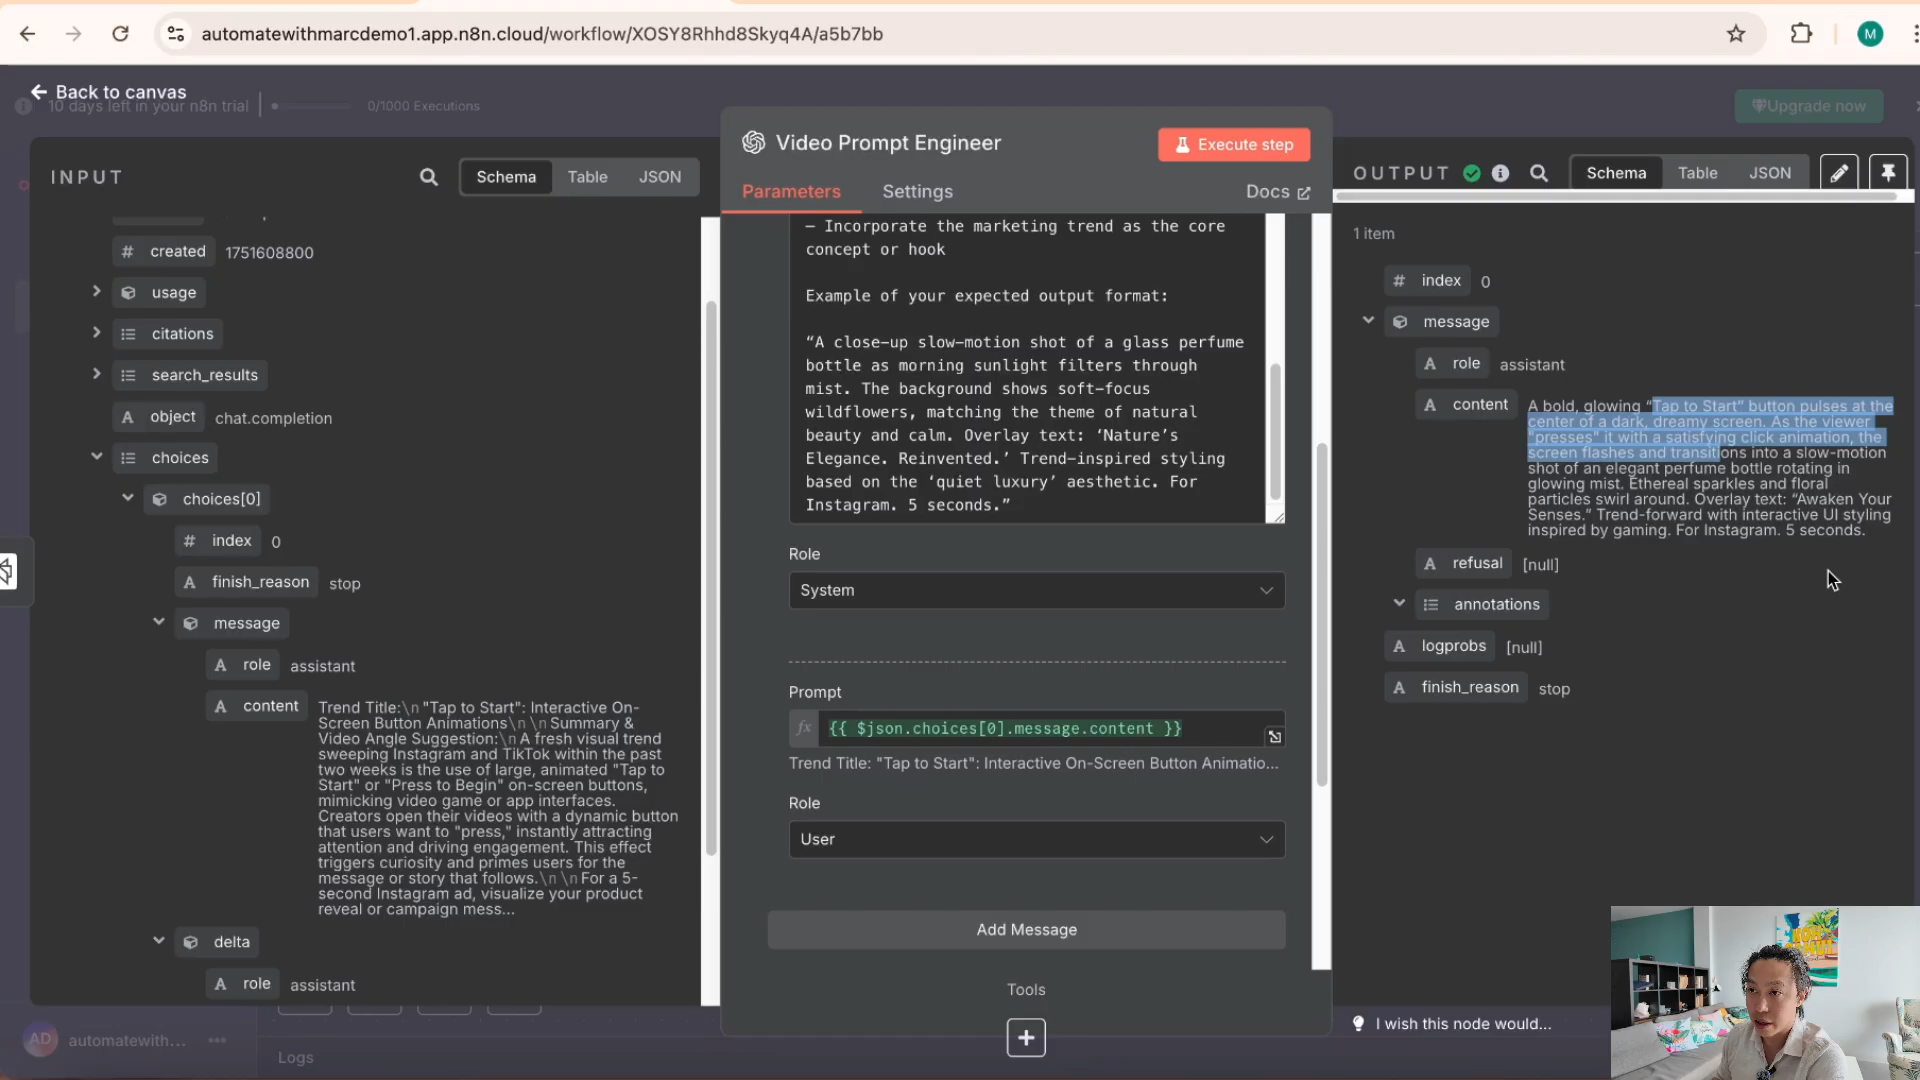 automatewithmarcdemo1.app.n8n.cloud/workflow/XOSY8Rhhd8Skyq4A/a5b7bb
M
Back to canvas
10 days left in your n8n trial
0/1000 Executions
Upgrade now
INPUT
Schema
Table
JSON
# created 1751608800
usage
citations
search_results
A object chat.completion
choices
choices[0]
# index 0
A finish_reason stop
message
A role assistant
A content Trend Title:\n "Tap to Start": Interactive On-
Screen Button Animations\n \n Summary &
Video Angle Suggestion:\n A fresh visual trend
sweeping Instagram and TikTok within the past
two weeks is the use of large, animated "Tap to
Start" or "Press to Begin" on-screen buttons,
mimicking video game or app interfaces.
Creators open their videos with a dynamic button
that users want to "press," instantly attracting
attention and driving engagement. This effect
triggers curiosity and primes users for the
message or story that follows.\n \n For a 5-
second Instagram ad, visualize your product
reveal or campaign mess...
delta
A role assistant
AD automatewith... •••
Logs
Video Prompt Engineer
Execute step
Parameters
Settings
Docs
– Incorporate the marketing trend as the core
concept or hook
Example of your expected output format:
“A close-up slow-motion shot of a glass perfume
bottle as morning sunlight filters through
mist. The background shows soft-focus
wildflowers, matching the theme of natural
beauty and calm. Overlay text: ‘Nature’s
Elegance. Reinvented.’ Trend-inspired styling
based on the ‘quiet luxury’ aesthetic. For
Instagram. 5 seconds.”
Role
System
Prompt
fx {{ $json.choices[0].message.content }}
Trend Title: "Tap to Start": Interactive On-Screen Button Animatio...
Role
User
Add Message
Tools
+
OUTPUT
Schema
Table
JSON
1 item
# index 0
message
A role assistant
A content A bold, glowing “Tap to Start” button pulses at the
center of a dark, dreamy screen. As the viewer
“presses” it with a satisfying click animation, the
screen flashes and transitions into a slow-motion
shot of an elegant perfume bottle rotating in
glowing mist. Ethereal sparkles and floral
particles swirl around. Overlay text: “Awaken Your
Senses.” Trend-forward with interactive UI styling
inspired by gaming. For Instagram. 5 seconds.
A refusal [null]
annotations
A logprobs [null]
A finish_reason stop
I wish this node would...